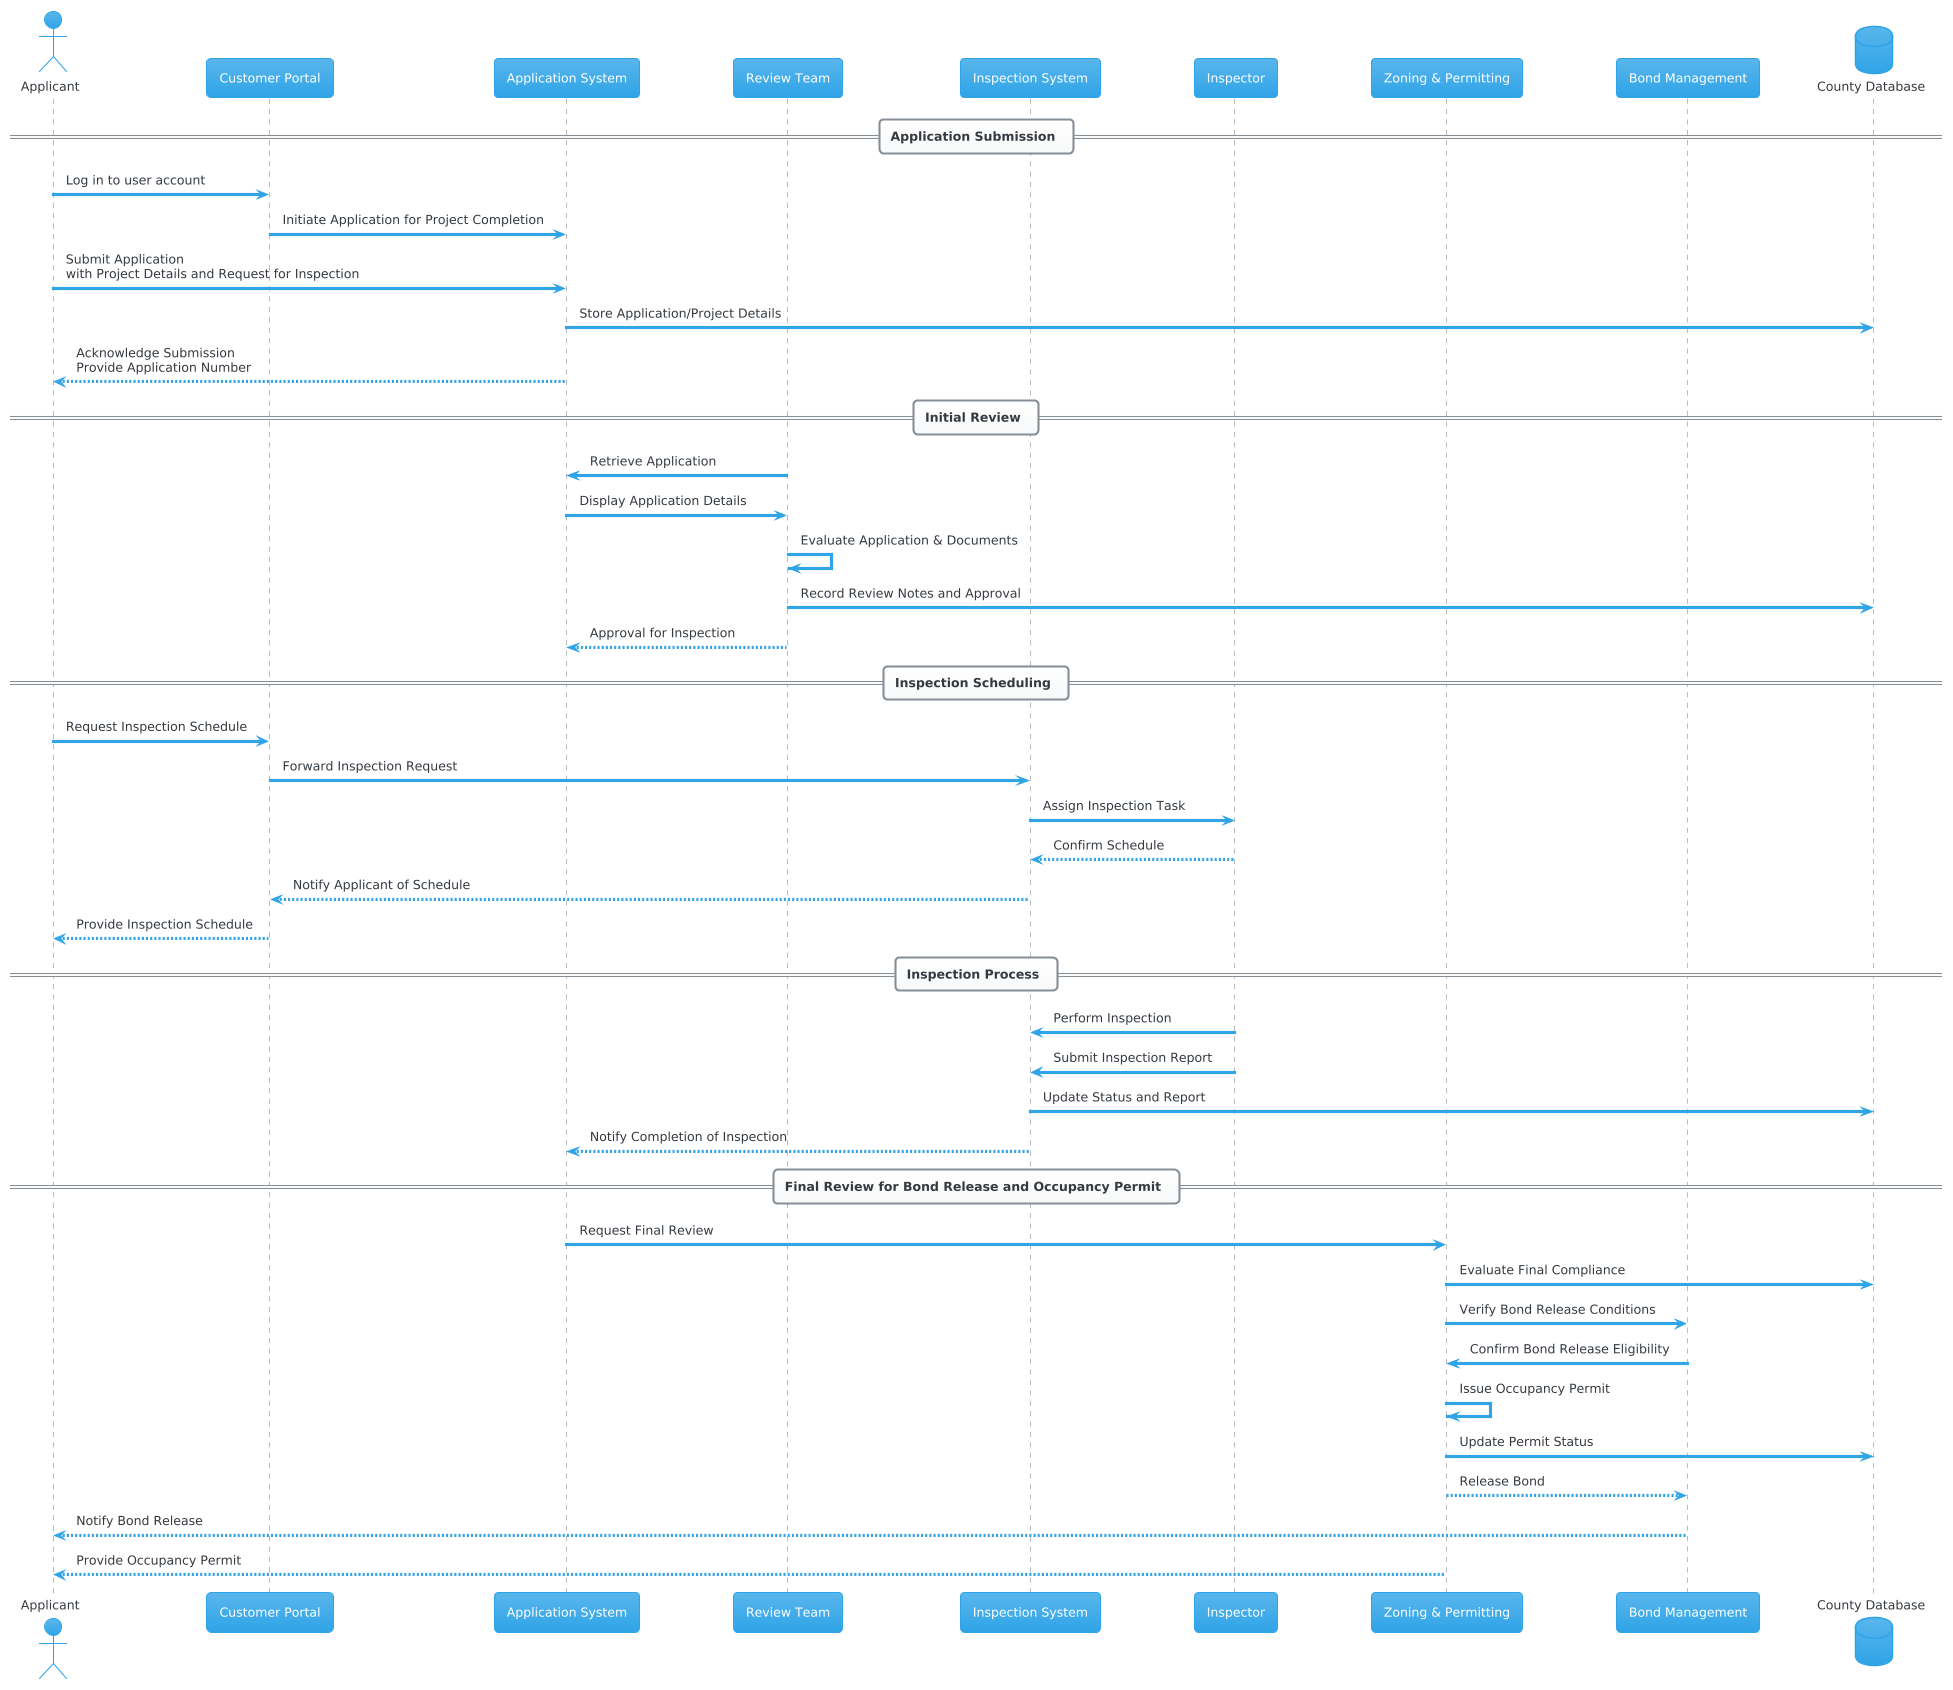 Applicant
Customer Portal
Application System
Review Team
Inspection System
Inspector
Zoning & Permitting
Bond Management
County Database
Application Submission
Log in to user account
Initiate Application for Project Completion
Submit Application
with Project Details and Request for Inspection
Store Application/Project Details
Acknowledge Submission
Provide Application Number
Initial Review
Retrieve Application
Display Application Details
Evaluate Application & Documents
Record Review Notes and Approval
Approval for Inspection
Inspection Scheduling
Request Inspection Schedule
Forward Inspection Request
Assign Inspection Task
Confirm Schedule
Notify Applicant of Schedule
Provide Inspection Schedule
Inspection Process
Perform Inspection
Submit Inspection Report
Update Status and Report
Notify Completion of Inspection
Final Review for Bond Release and Occupancy Permit
Request Final Review
Evaluate Final Compliance
Verify Bond Release Conditions
Confirm Bond Release Eligibility
Issue Occupancy Permit
Update Permit Status
Release Bond
Notify Bond Release
Provide Occupancy Permit
Applicant
Customer Portal
Application System
Review Team
Inspection System
Inspector
Zoning & Permitting
Bond Management
County Database